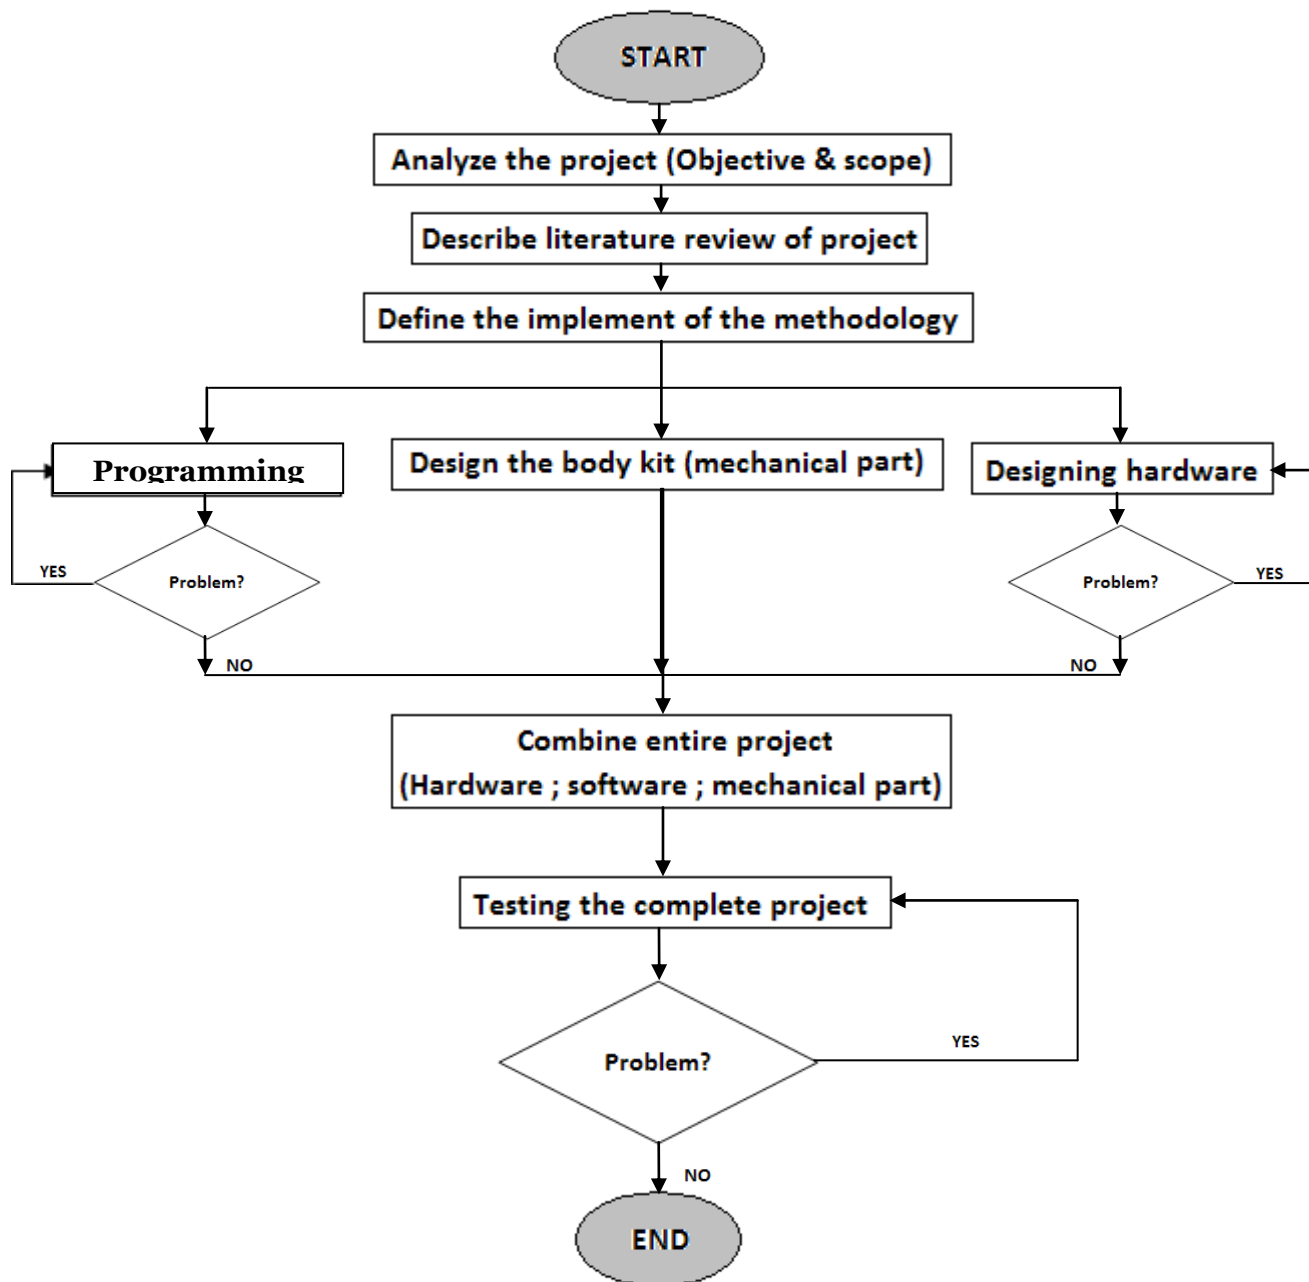 START
Analyze the project (Objective & scope)
Describe literature review of project
Define the implement of the methodology
Programming
Design the body kit (mechanical part)
Designing hardware
YES
Problem?
Problem?
YES
NO
NO
Combine entire project
(Hardware ; software ; mechanical part)
Testing the complete project
Problem?
YES
NO
END